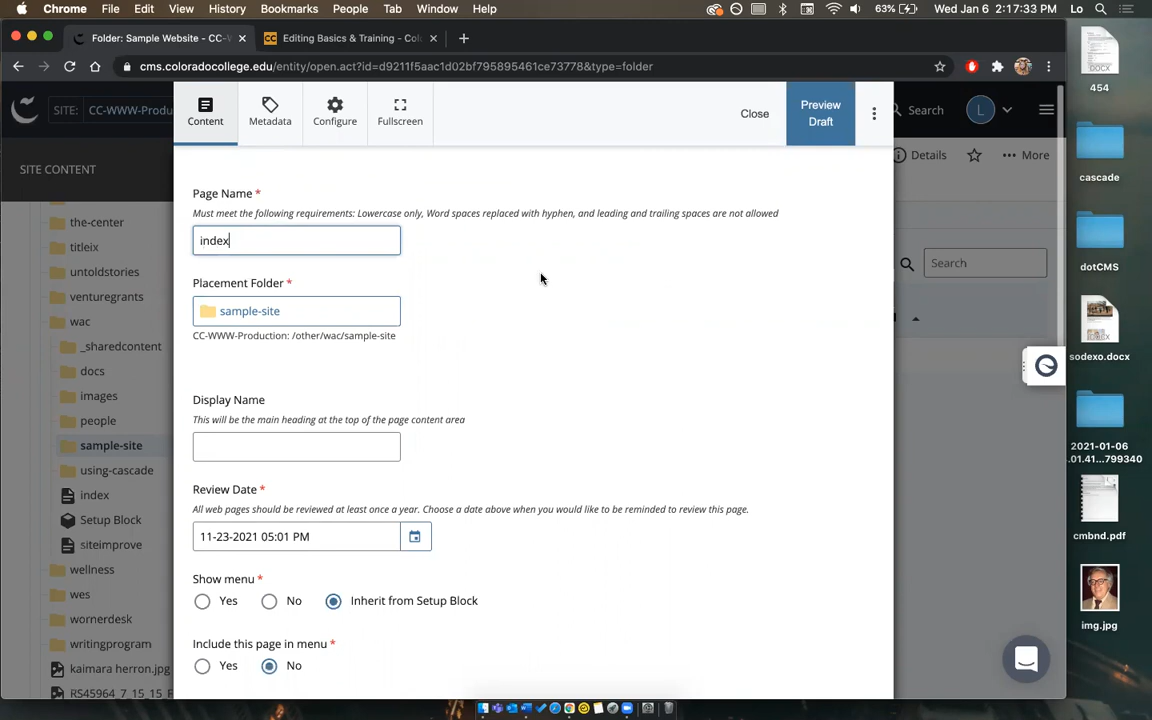 Chrome File Edit View History Bookmarks People Tab Window Help 63% Wed Jan 6 2:17:33 PM Lo
Folder: Sample Website - CC-W
Editing Basics & Training - Colo
cms.coloradocollege.edu/entity/open.act?id=d9211f5aac1d02bf795895461ce73778&type=folder
SITE: CC-WWW-Produ
Search
L
Content
Metadata
Configure
Fullscreen
Close
Preview
Draft
SITE CONTENT
Details
More
the-center
titleix
untoldstories
venturegrants
wac
_sharedcontent
docs
images
people
sample-site
using-cascade
index
Setup Block
siteimprove
wellness
wes
wornerdesk
writingprogram
kaimara herron.jpg
RS45964_7_15_15_F
Page Name *
Must meet the following requirements: Lowercase only, Word spaces replaced with hyphen, and leading and trailing spaces are not allowed
index
Placement Folder *
sample-site
CC-WWW-Production: /other/wac/sample-site
Display Name
This will be the main heading at the top of the page content area
Review Date *
All web pages should be reviewed at least once a year. Choose a date above when you would like to be reminded to review this page.
11-23-2021 05:01 PM
Show menu *
Yes No Inherit from Setup Block
Include this page in menu *
Yes No
Search
DOCX
454
cascade
dotCMS
sodexo.docx
2021-01-06
.01.41...799340
cmbnd.pdf
img.jpg